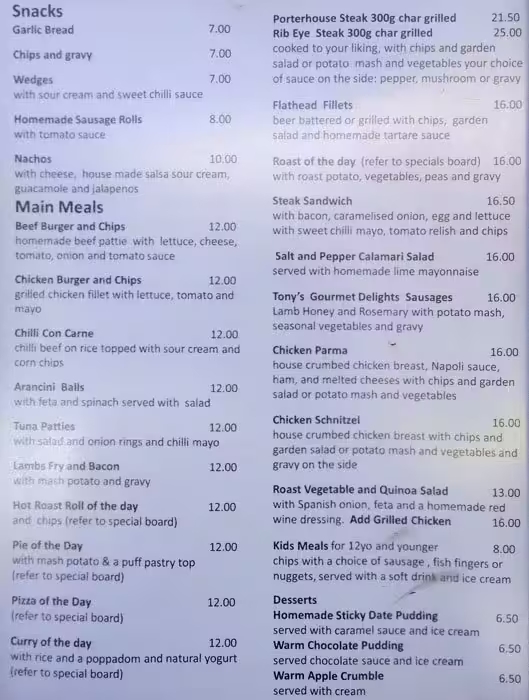 Snacks
Garlic Bread 7.00
Chips and gravy 7.00
Wedges 7.00
with sour cream and sweet chilli sauce
Homemade Sausage Rolls 8.00
with tomato sauce
Nachos 10.00
with cheese, house made salsa sour cream,
guacamole and jalapenos
Main Meals
Beef Burger and Chips 12.00
homemade beef pattie with lettuce, cheese,
tomato, onion and tomato sauce
Chicken Burger and Chips 12.00
grilled chicken fillet with lettuce, tomato and
mayo
Chilli Con Carne 12.00
chilli beef on rice topped with sour cream and
corn chips
Arancini Balls 12.00
with feta and spinach served with salad
Tuna Patties 12.00
with salad and onion rings and chilli mayo
Lambs Fry and Bacon 12.00
with mash potato and gravy
Hot Roast Roll of the day 12.00
and chips (refer to special board)
Pie of the Day 12.00
with mash potato & a puff pastry top
(refer to special board)
Pizza of the Day 12.00
(refer to special board)
Curry of the day 12.00
with rice and a poppadom and natural yogurt
(refer to special board)
Porterhouse Steak 300g char grilled 21.50
Rib Eye Steak 300g char grilled 25.00
cooked to your liking, with chips and garden
salad or potato mash and vegetables your choice
of sauce on the side: pepper, mushroom or gravy
Flathead Fillets 16.00
beer battered or grilled with chips, garden
salad and homemade tartare sauce
Roast of the day (refer to specials board) 16.00
with roast potato, vegetables, peas and gravy
Steak Sandwich 16.50
with bacon, caramelised onion, egg and lettuce
with sweet chilli mayo, tomato relish and chips
Salt and Pepper Calamari Salad 16.00
served with homemade lime mayonnaise
Tony's Gourmet Delights Sausages 16.00
Lamb Honey and Rosemary with potato mash,
seasonal vegetables and gravy
Chicken Parma 16.00
house crumbed chicken breast, Napoli sauce,
ham, and melted cheeses with chips and garden
salad or potato mash and vegetables
Chicken Schnitzel 16.00
house crumbed chicken breast with chips and
garden salad or potato mash and vegetables and
gravy on the side
Roast Vegetable and Quinoa Salad 13.00
with Spanish onion, feta and a homemade red
wine dressing. Add Grilled Chicken 16.00
Kids Meals for 12yo and younger 8.00
chips with a choice of sausage , fish fingers or
nuggets, served with a soft drink and ice cream
Desserts
Homemade Sticky Date Pudding 6.50
served with caramel sauce and ice cream
Warm Chocolate Pudding 6.50
served chocolate sauce and ice cream
Warm Apple Crumble 6.50
served with cream